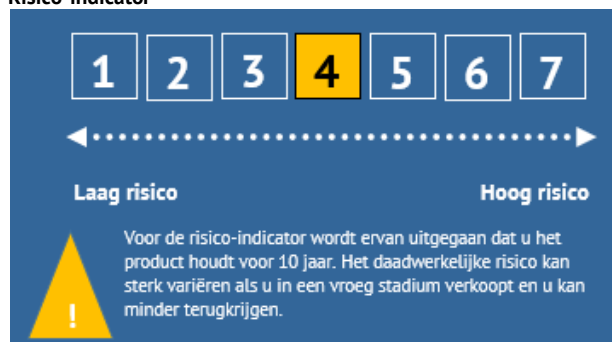 Risico-indicator
1 2 3 4 5 6 7
Laag risico Hoog risico
Voor de risico-indicator wordt ervan uitgegaan dat u het
product houdt voor 10 jaar. Het daadwerkelijke risico kan
sterk variëren als u in een vroeg stadium verkoopt en u kan
minder terugkrijgen.
!